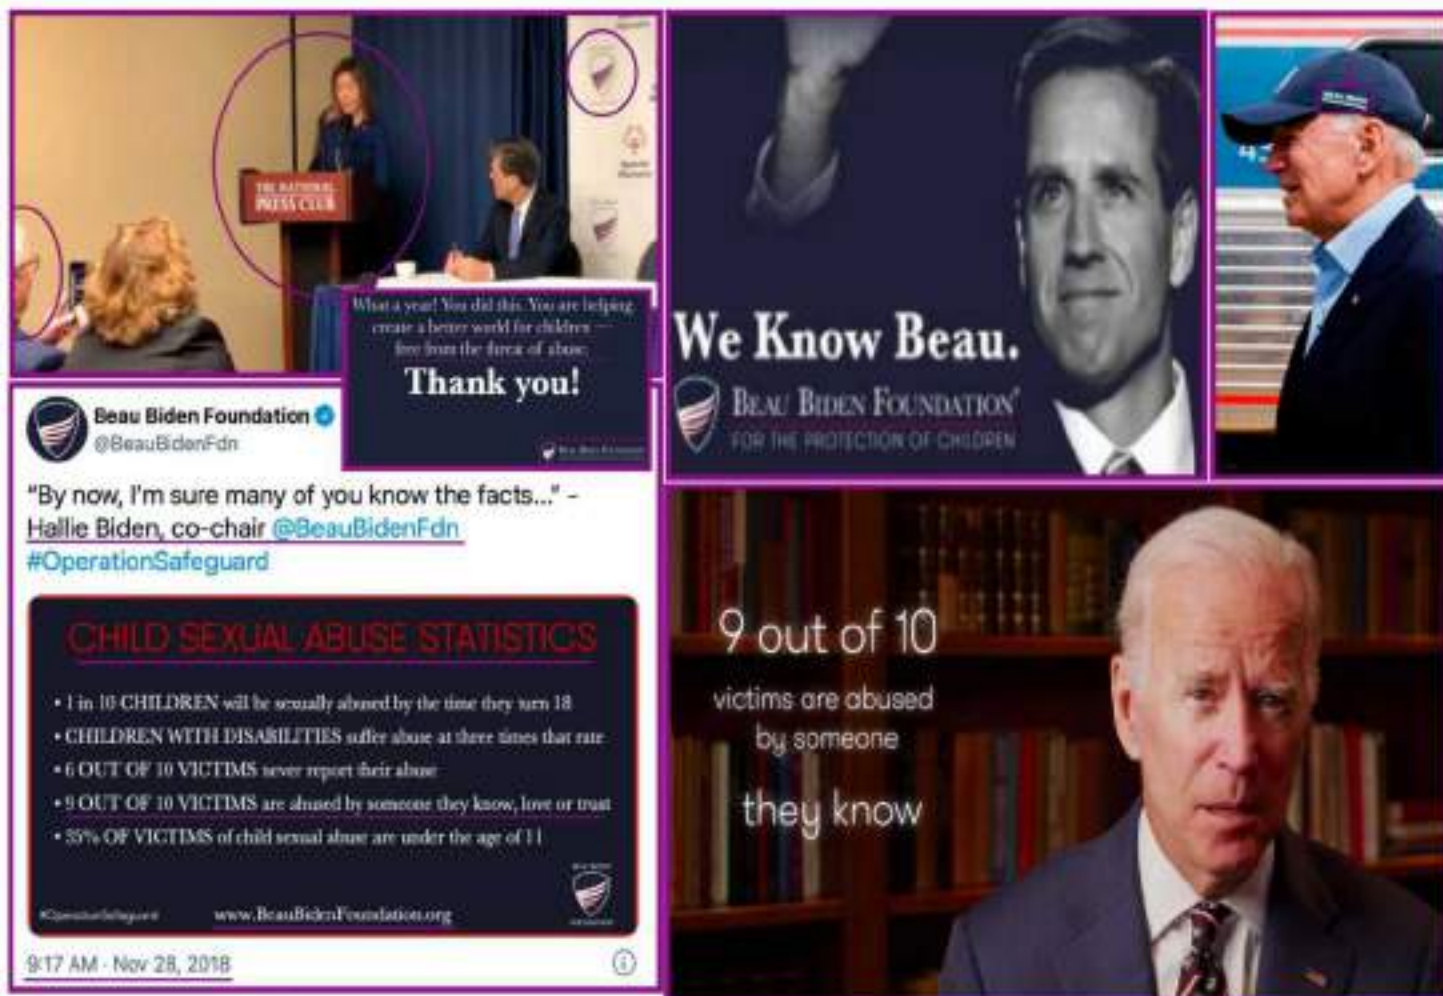 THE NATIONAL
PRESS CLUB
What a year! You did this. You are helping
create a better world for children —
free from the threat of abuse.
Thank you!
Beau Biden Foundation
@BeauBidenFdn
"By now, I'm sure many of you know the facts..." -
Hallie Biden, co-chair @BeauBidenFdn
#OperationSafeguard
CHILD SEXUAL ABUSE STATISTICS
• 1 in 10 CHILDREN will be sexually abused by the time they turn 18
• CHILDREN WITH DISABILITIES suffer abuse at three times that rate
• 6 OUT OF 10 VICTIMS never report their abuse
• 9 OUT OF 10 VICTIMS are abused by someone they know, love or trust
• 35% OF VICTIMS of child sexual abuse are under the age of 11
#OperationSafeguard
www.BeauBidenFoundation.org
9:17 AM · Nov 28, 2018
We Know Beau.
BEAU BIDEN FOUNDATION®
FOR THE PROTECTION OF CHILDREN
9 out of 10
victims are abused
by someone
they know